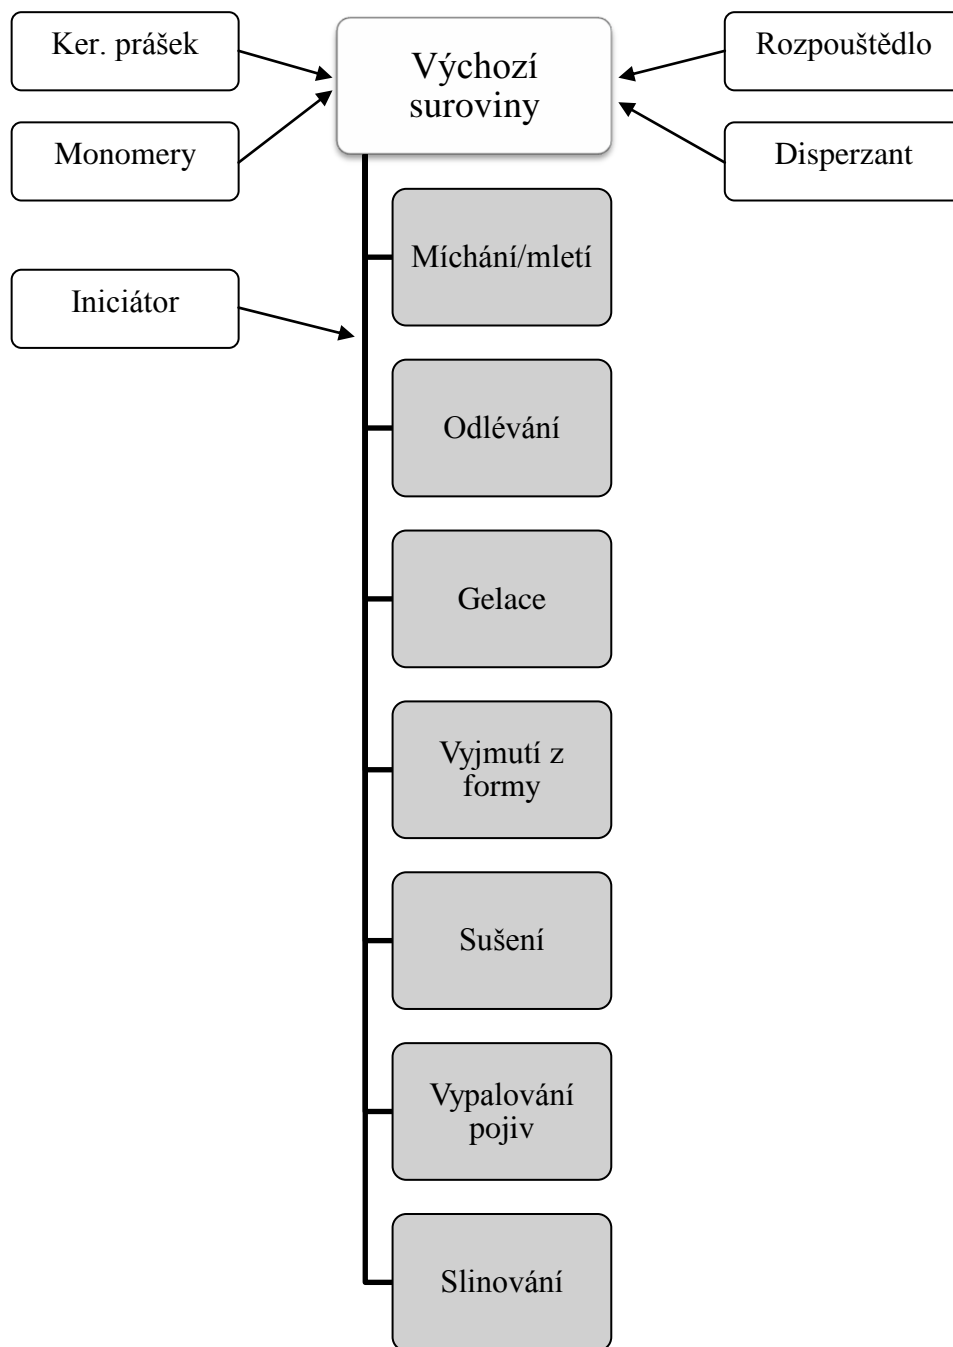 Ker. prášek
Výchozí
suroviny
Rozpouštědlo
Monomery
Disperzant
Míchání/mletí
Iniciátor
Odlévání
Gelace
Vyjmutí z
formy
Sušení
Vypalování
pojiv
Slinování